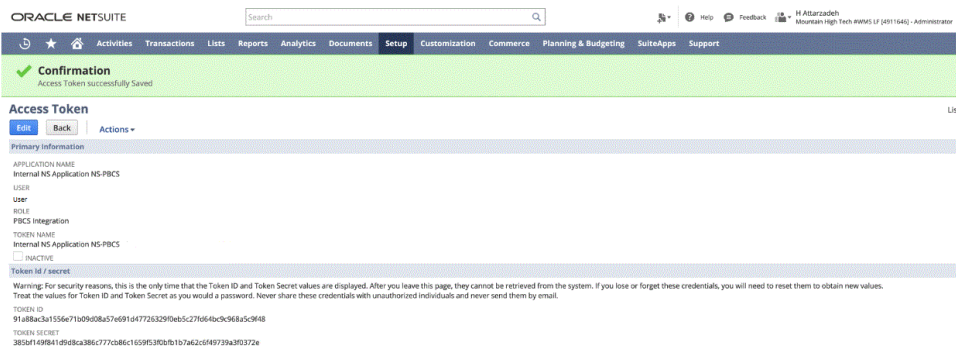 ORACLE NETSUITE
Search
Help
Feedback
H Attarzadeh
Mountain High Tech #WMS LF [4911646] - Administrator
Activities Transactions Lists Reports Analytics Documents Setup Customization Commerce Planning & Budgeting SuiteApps Support
Confirmation
Access Token successfully Saved
Access Token
Lis
Edit Back Actions
Primary Information
APPLICATION NAME
Internal NS Application NS-PBCS
USER
User
ROLE
PBCS Integration
TOKEN NAME
Internal NS Application NS-PBCS
INACTIVE
Token Id / secret
Warning: For security reasons, this is the only time that the Token ID and Token Secret values are displayed. After you leave this page, they cannot be retrieved from the system. If you lose or forget these credentials, you will need to reset them to obtain new values.
Treat the values for Token ID and Token Secret as you would a password. Never share these credentials with unauthorized individuals and never send them by email.
TOKEN ID
91a88ac3a1556e71b09d08a57e691d47726329f0eb5c27fd64bc9c968a5c9f48
TOKEN SECRET
385bf149f841d9d8ca386c777cb86c1659f53f0bfb1b7a62c6f49739a3f0372e